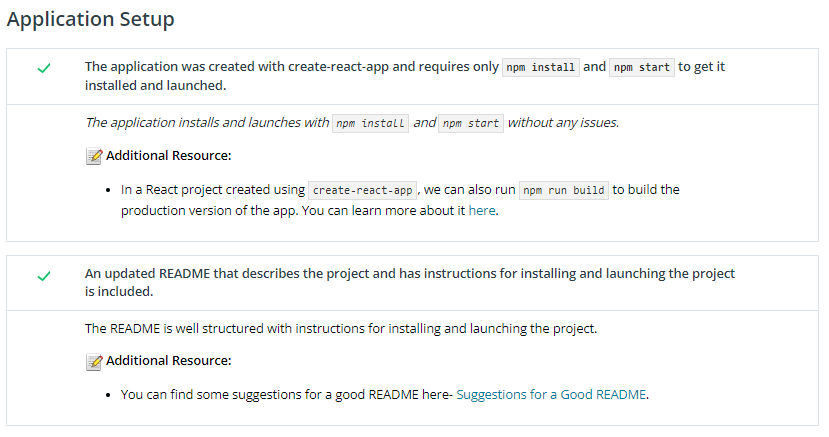 Application Setup
The application was created with create-react-app and requires only npm install and npm start to get it
installed and launched.
The application installs and launches with npm install and npm start without any issues.
Additional Resource:
• In a React project created using create-react-app, we can also run npm run build to build the
production version of the app. You can learn more about it here.
An updated README that describes the project and has instructions for installing and launching the project
is included.
The README is well structured with instructions for installing and launching the project.
Additional Resource:
• You can find some suggestions for a good README here- Suggestions for a Good README.